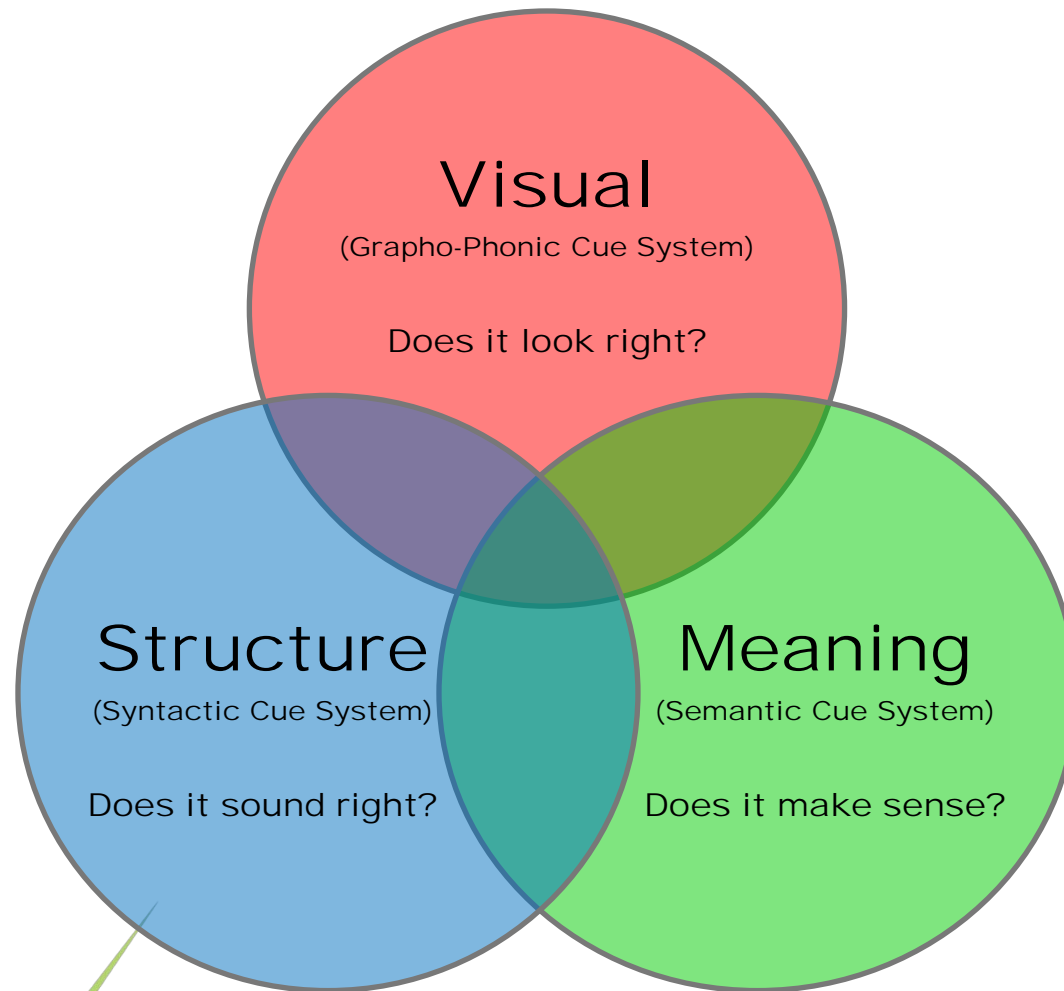 Visual
(Grapho-Phonic Cue System)
Does it look right?
Structure
(Syntactic Cue System)
Does it sound right?
Meaning
(Semantic Cue System)
Does it make sense?